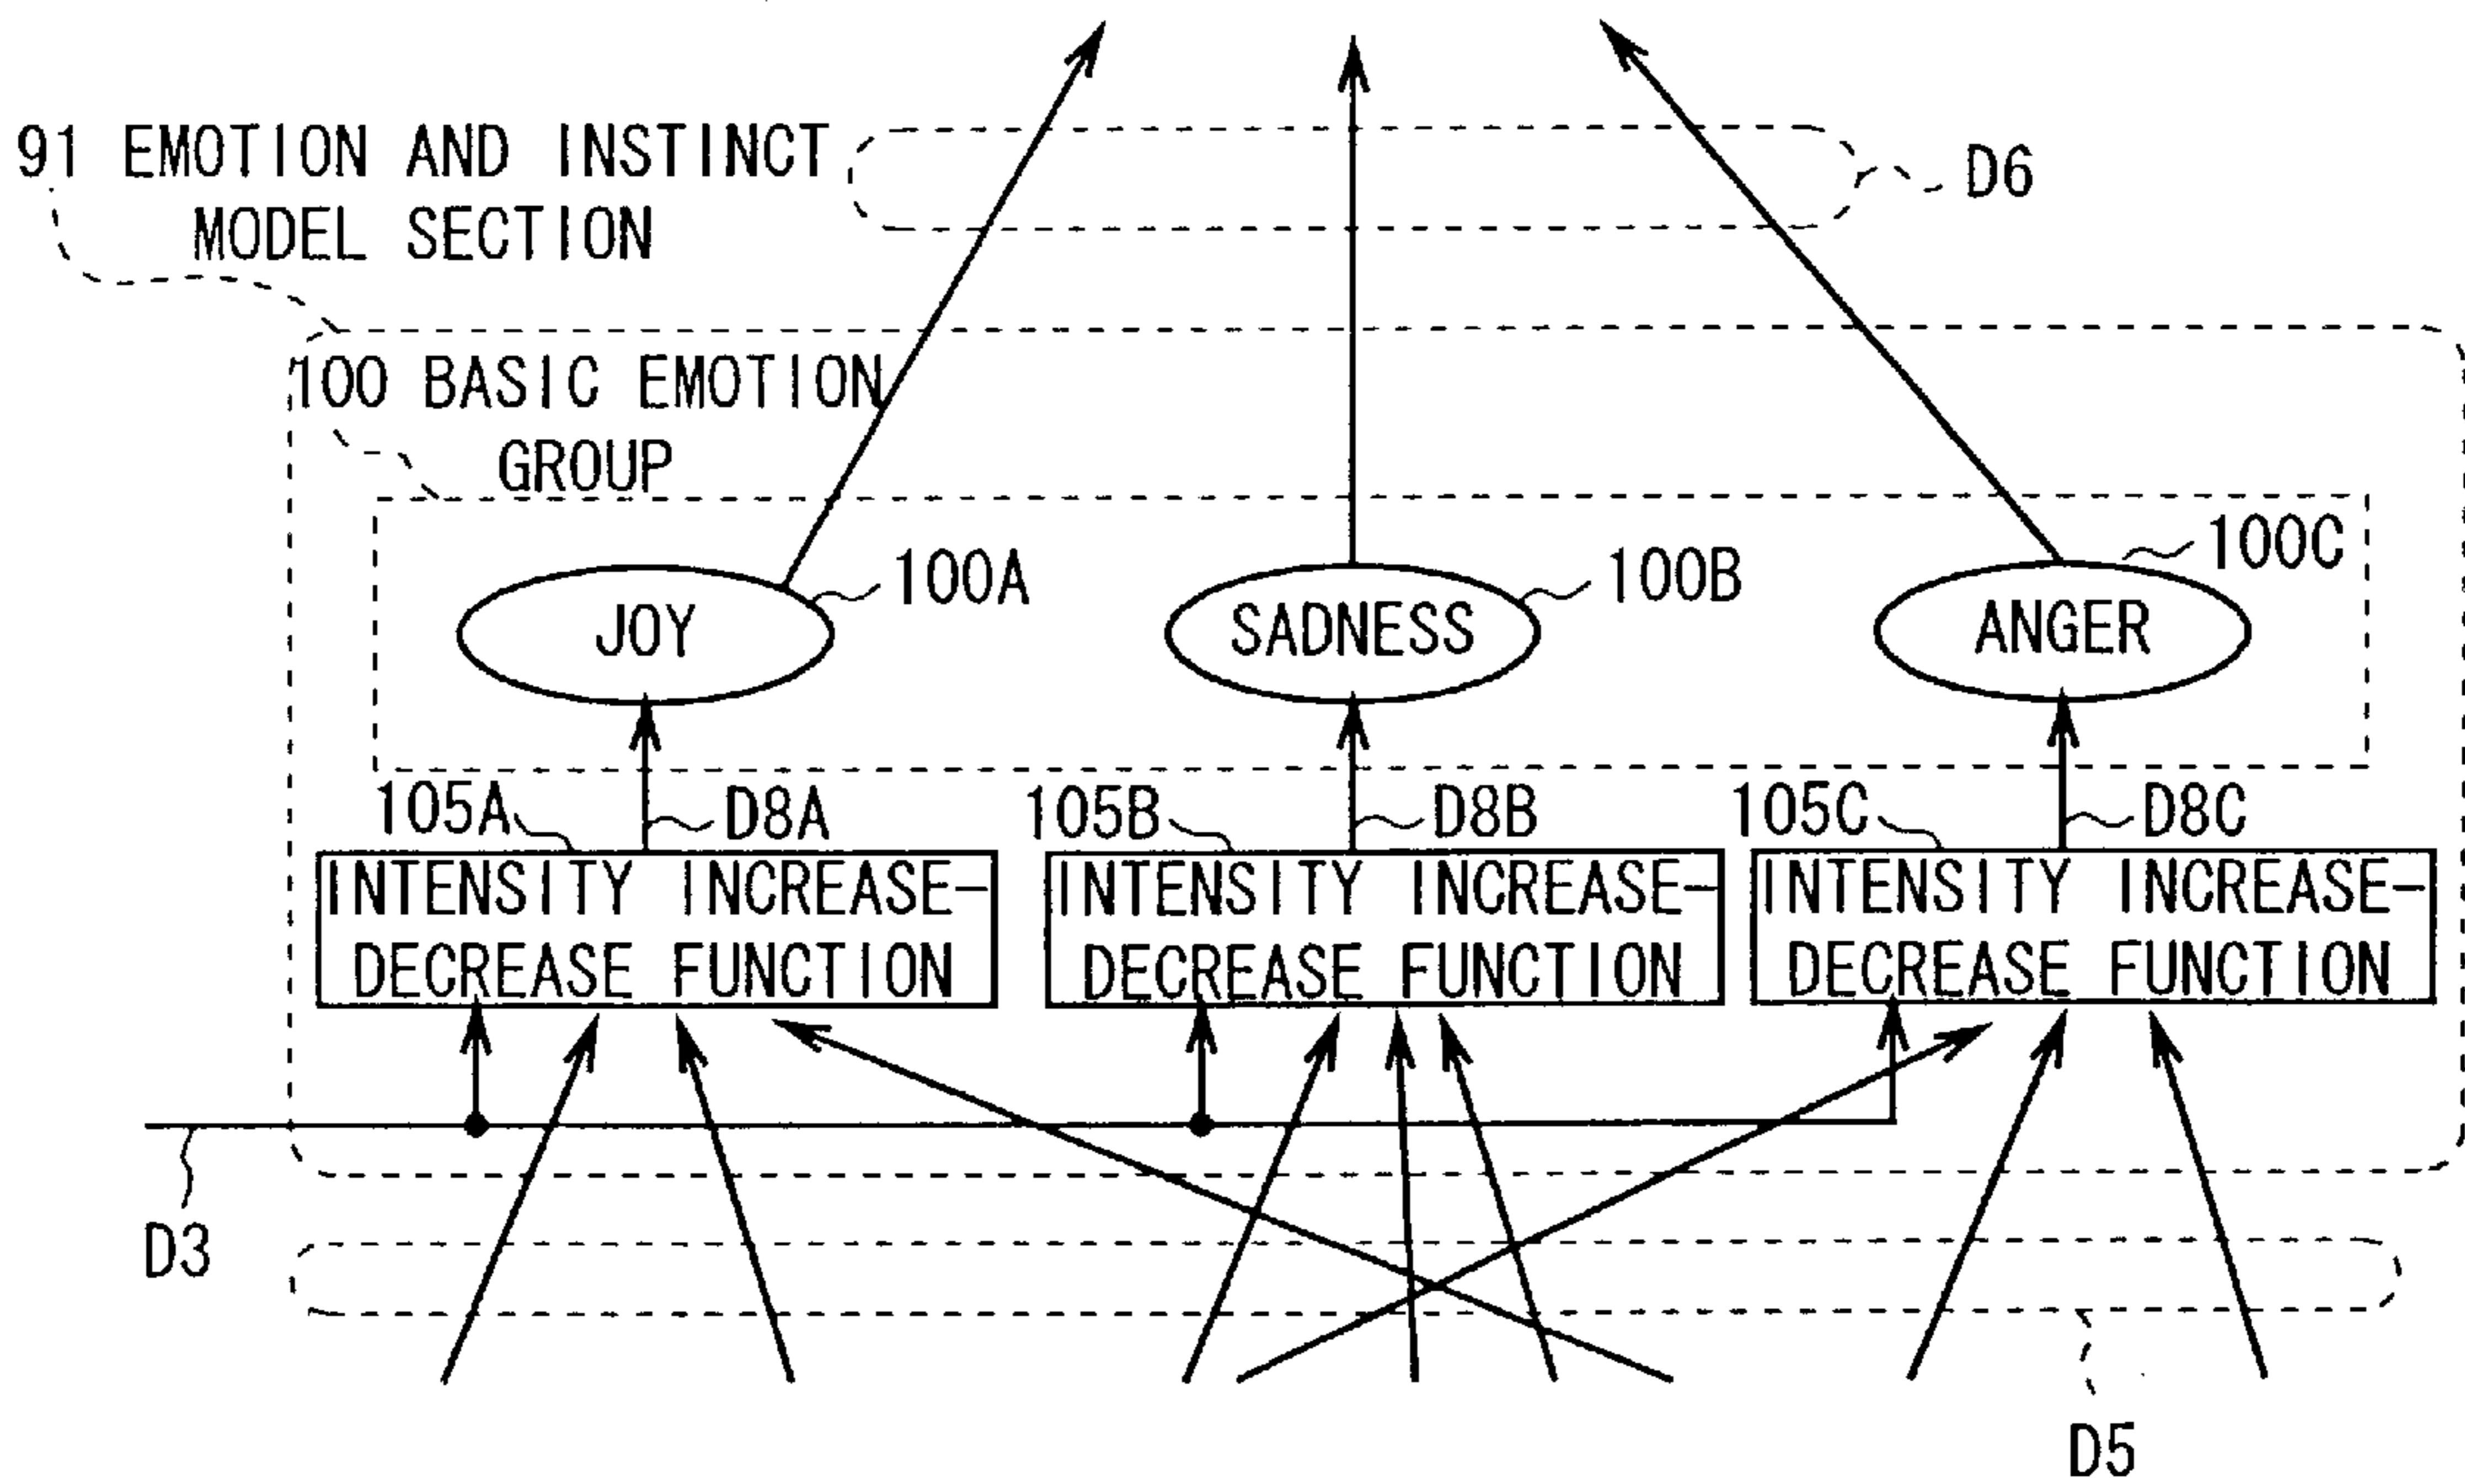 91 EMOTION AND INSTINCT
MODEL SECTION
D6
100 BASIC EMOTION
GROUP
100A
100B
100C
JOY
SADNESS
ANGER
105A
D8A
105B
D8B
105C
D8C
INTENSITY INCREASE-
DECREASE FUNCTION
INTENSITY INCREASE-
DECREASE FUNCTION
INTENSITY INCREASE-
DECREASE FUNCTION
D3
D5